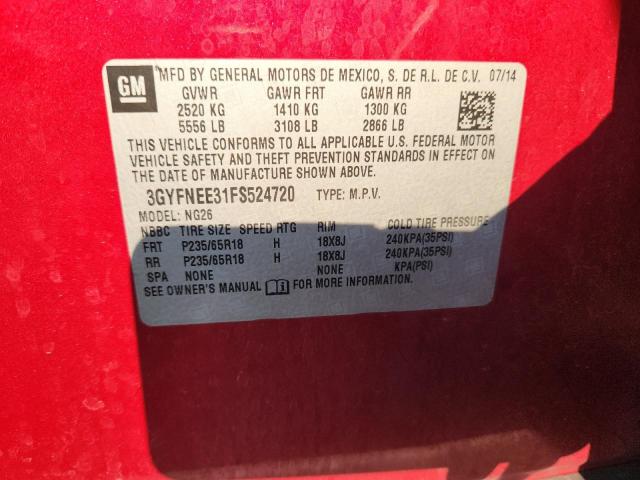 GM MFD BY GENERAL MOTORS DE MEXICO, S. DE R.L. DE C.V. 07/14
GVWR GAWR FRT GAWR RR
2520 KG 1410 KG 1300 KG
5556 LB 3108 LB 2866 LB
THIS VEHICLE CONFORMS TO ALL APPLICABLE U.S. FEDERAL MOTOR
VEHICLE SAFETY AND THEFT PREVENTION STANDARDS IN EFFECT ON
THE DATE OF MANUFACTURE SHOWN ABOVE.
3GYFNEE31FS524720 TYPE: M.P.V.
MODEL: NG26
NBBC TIRE SIZE SPEED RTG RIM COLD TIRE PRESSURE
FRT P235/65R18 H 18X8J 240KPA(35PSI)
RR P235/65R18 H 18X8J 240KPA(35PSI)
SPA NONE NONE KPA(PSI)
SEE OWNER'S MANUAL FOR MORE INFORMATION.